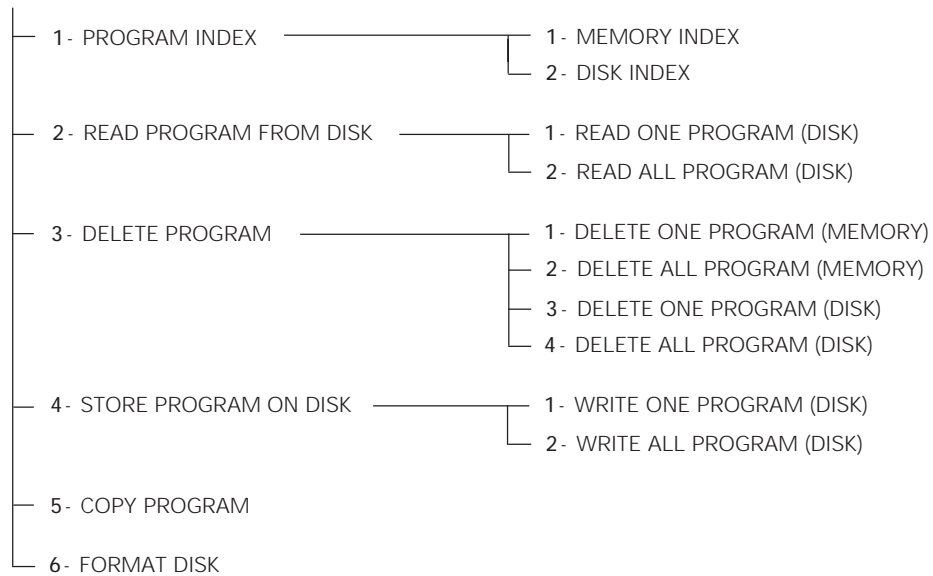 1- PROGRAM INDEX
1- MEMORY INDEX
2- DISK INDEX
2- READ PROGRAM FROM DISK
1- READ ONE PROGRAM (DISK)
2- READ ALL PROGRAM (DISK)
3- DELETE PROGRAM
1- DELETE ONE PROGRAM (MEMORY)
2- DELETE ALL PROGRAM (MEMORY)
3- DELETE ONE PROGRAM (DISK)
4- DELETE ALL PROGRAM (DISK)
4- STORE PROGRAM ON DISK
1- WRITE ONE PROGRAM (DISK)
2- WRITE ALL PROGRAM (DISK)
5- COPY PROGRAM
6- FORMAT DISK